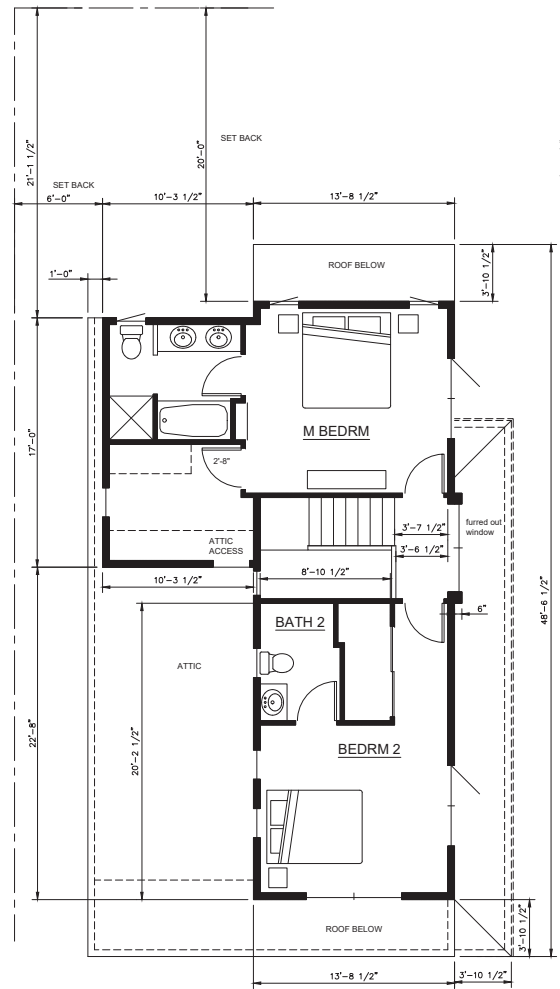 21'-1 1/2"
20'-0"
SET BACK
SET BACK
6'-0"
10'-3 1/2"
13'-8 1/2"
1'-0"
ROOF BELOW
3'-10 1/2"
17'-0"
M BEDRM
2'-8"
ATTIC
ACCESS
3'-7 1/2"
furred out
window
3'-6 1/2"
10'-3 1/2"
8'-10 1/2"
6"
48'-6 1/2"
BATH 2
ATTIC
22'-8"
20'-2 1/2"
BEDRM 2
ROOF BELOW
3'-10 1/2"
13'-8 1/2"
3'-10 1/2"